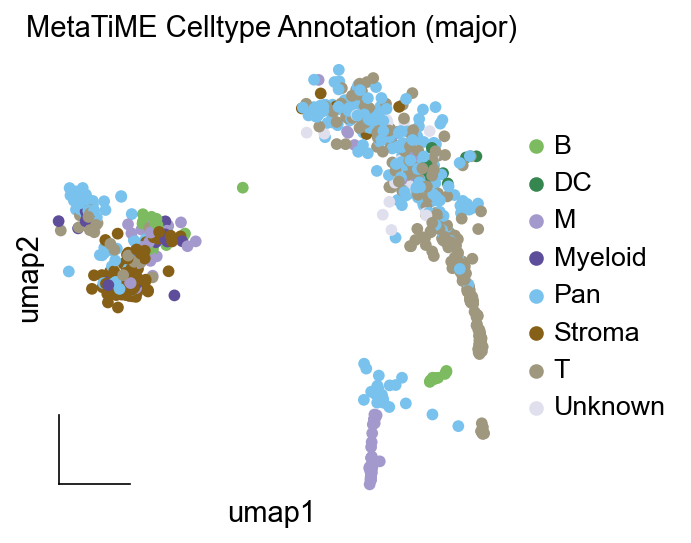 MetaTiME Celltype Annotation (major)
B
DC
M
Myeloid
Pan
Stroma
T
Unknown
umap2
umap1